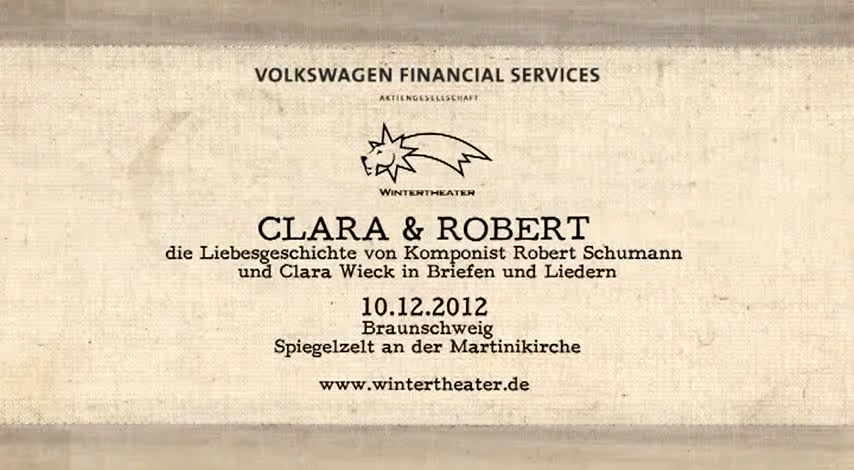 VOLKSWAGEN FINANCIAL SERVICES
AKTIENGESELLSCHAFT
WINTERTHEATER
CLARA & ROBERT
die Liebesgeschichte von Komponist Robert Schumann
und Clara Wieck in Briefen und Liedern
10.12.2012
Braunschweig
Spiegelzelt an der Martinikirche
www.wintertheater.de